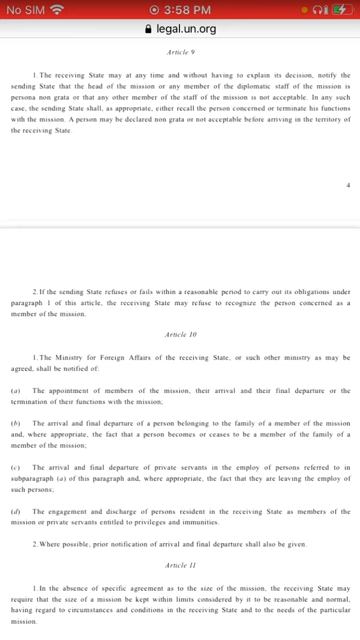 No SIM 3:58 PM
legal.un.org
Article 9
1. The receiving State may at any time and without having to explain its decision, notify the
sending State that the head of the mission or any member of the diplomatic staff of the mission is
persona non grata or that any other member of the staff of the mission is not acceptable. In any such
case, the sending State shall, as appropriate, either recall the person concerned or terminate his functions
with the mission. A person may be declared non grata or not acceptable before arriving in the territory of
the receiving State.
4
2. If the sending State refuses or fails within a reasonable period to carry out its obligations under
paragraph 1 of this article, the receiving State may refuse to recognize the person concerned as a
member of the mission.
Article 10
1. The Ministry for Foreign Affairs of the receiving State, or such other ministry as may be
agreed, shall be notified of:
(a) The appointment of members of the mission, their arrival and their final departure or the
termination of their functions with the mission;
(b) The arrival and final departure of a person belonging to the family of a member of the mission
and, where appropriate, the fact that a person becomes or ceases to be a member of the family of a
member of the mission;
(c) The arrival and final departure of private servants in the employ of persons referred to in
subparagraph (a) of this paragraph and, where appropriate, the fact that they are leaving the employ of
such persons;
(d) The engagement and discharge of persons resident in the receiving State as members of the
mission or private servants entitled to privileges and immunities.
2. Where possible, prior notification of arrival and final departure shall also be given.
Article 11
1. In the absence of specific agreement as to the size of the mission, the receiving State may
require that the size of a mission be kept within limits considered by it to be reasonable and normal,
having regard to circumstances and conditions in the receiving State and to the needs of the particular
mission.